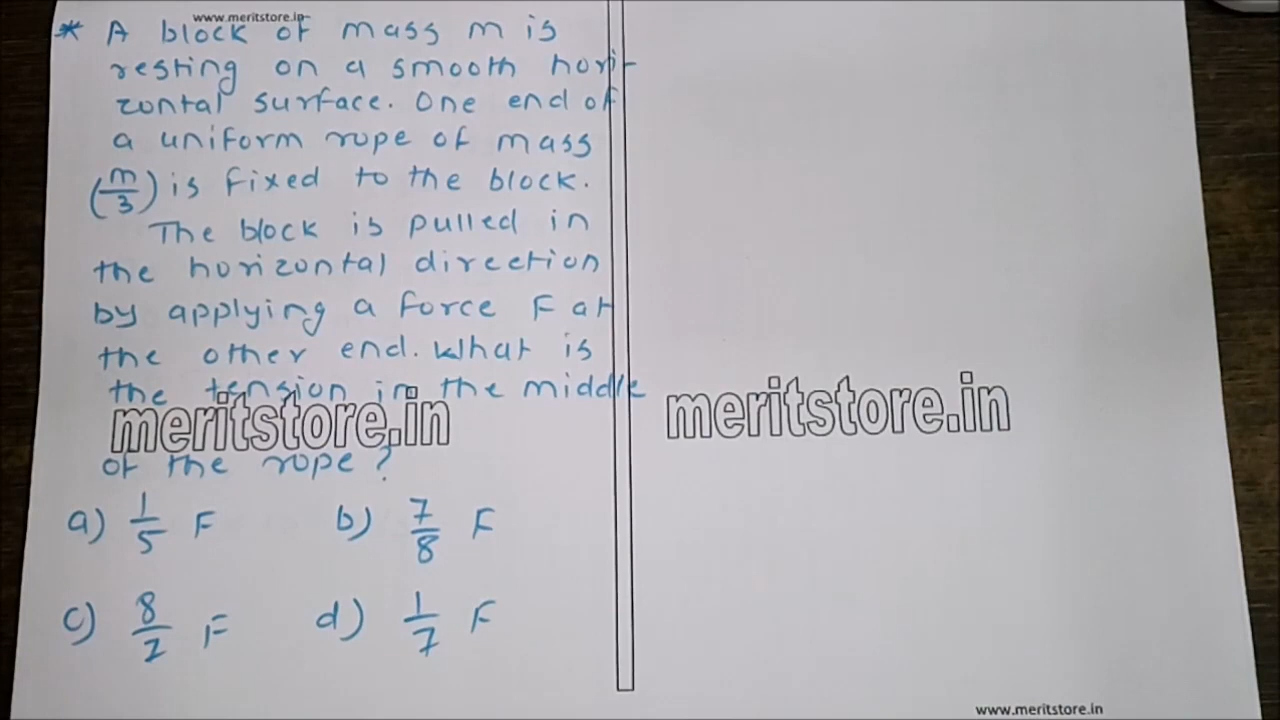 www.meritstore.in
* A block of mass m is
resting on a smooth hori-
zontal surface. One end of
a uniform rope of mass
(m/3) is fixed to the block.
The block is pulled in
the horizontal direction
by applying a force F at
the other end. What is
the tension in the middle
meritstore.in
meritstore.in
of the rope?
a) 1/5 F b) 7/8 F
c) 8/7 F d) 1/7 F
www.meritstore.in